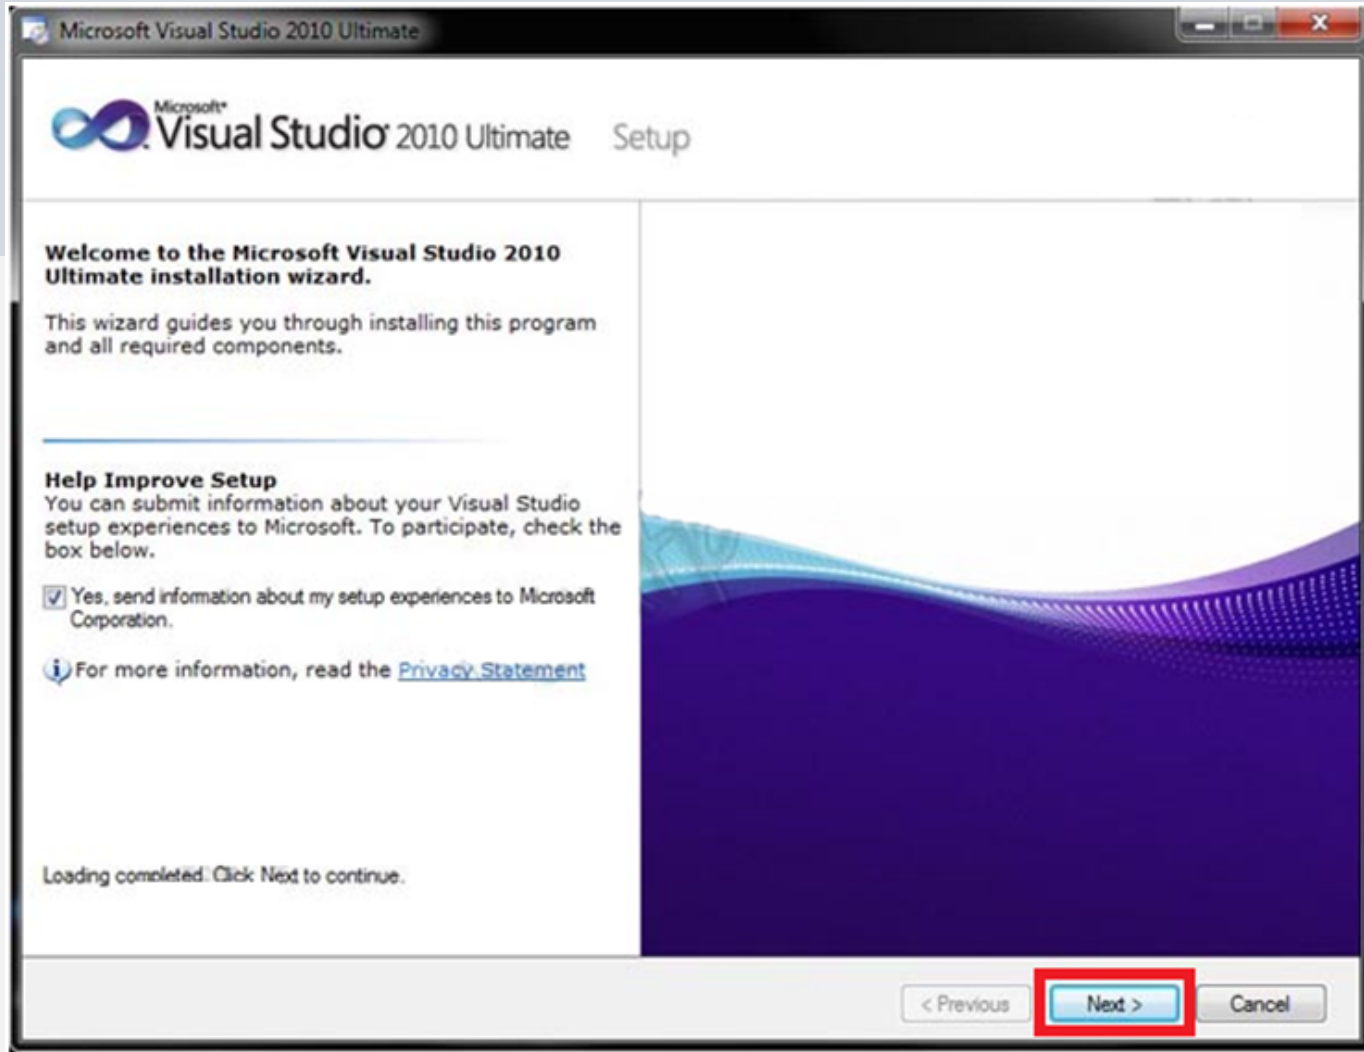 Microsoft Visual Studio 2010 Ultimate
Microsoft®
Visual Studio® 2010 Ultimate Setup
Welcome to the Microsoft Visual Studio 2010
Ultimate installation wizard.
This wizard guides you through installing this program
and all required components.
Help Improve Setup
You can submit information about your Visual Studio
setup experiences to Microsoft. To participate, check the
box below.
Yes, send information about my setup experiences to Microsoft
Corporation.
For more information, read the Privacy Statement
Loading completed. Click Next to continue.
< Previous Next > Cancel